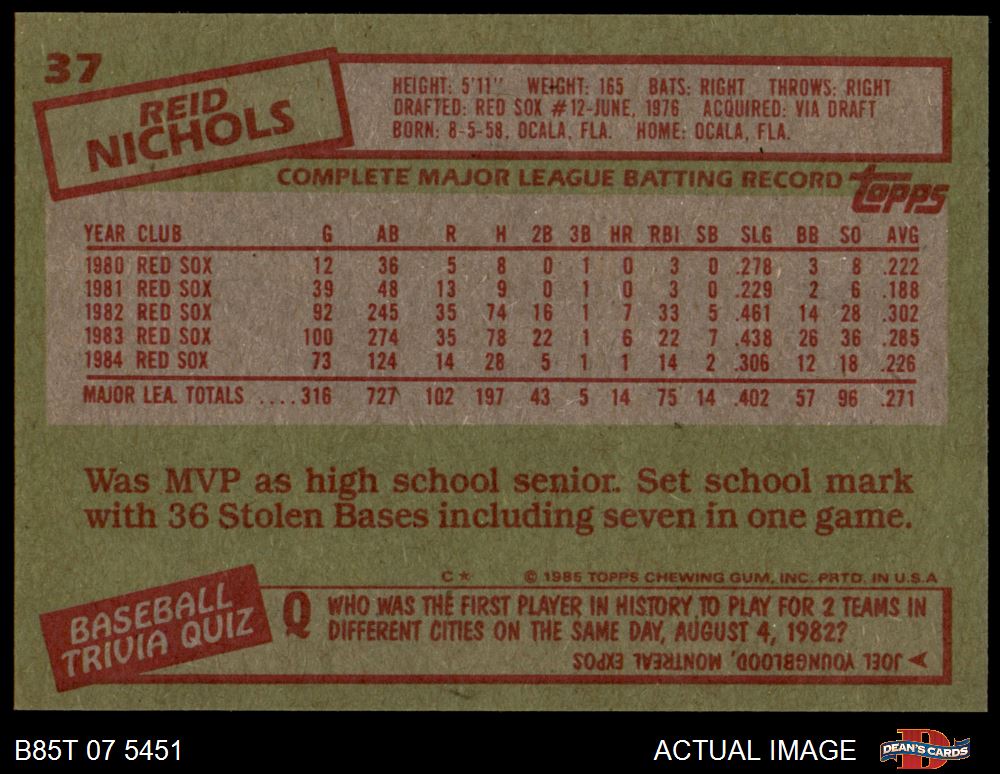 37
REID
NICHOLS
HEIGHT: 5'11" WEIGHT: 165 BATS: RIGHT THROWS: RIGHT
DRAFTED: RED SOX #12-JUNE, 1976 ACQUIRED: VIA DRAFT
BORN: 8-5-58, OCALA, FLA. HOME: OCALA, FLA.
COMPLETE MAJOR LEAGUE BATTING RECORD
topps
YEAR CLUB G AB R H 2B 3B HR RBI SB SLG BB SO AVG
1980 RED SOX 12 36 5 8 0 1 0 3 0 .278 3 8 .222
1981 RED SOX 39 48 13 9 0 1 0 3 0 .229 2 6 .188
1982 RED SOX 92 245 35 74 16 1 7 33 5 .461 14 28 .302
1983 RED SOX 100 274 35 78 22 1 6 22 7 .438 26 36 .285
1984 RED SOX 73 124 14 28 5 1 1 14 2 .306 12 18 .226
MAJOR LEA. TOTALS ....316 727 102 197 43 5 14 75 14 .402 57 96 .271
Was MVP as high school senior. Set school mark
with 36 Stolen Bases including seven in one game.
C* © 1985 TOPPS CHEWING GUM, INC. PRTD. IN U.S.A
BASEBALL
TRIVIA QUIZ
Q WHO WAS THE FIRST PLAYER IN HISTORY TO PLAY FOR 2 TEAMS IN
DIFFERENT CITIES ON THE SAME DAY, AUGUST 4, 1982?
JOEL YOUNGBLOOD, MONTREAL EXPOS
B85T 07 5451
ACTUAL IMAGE
DEAN'S CARDS